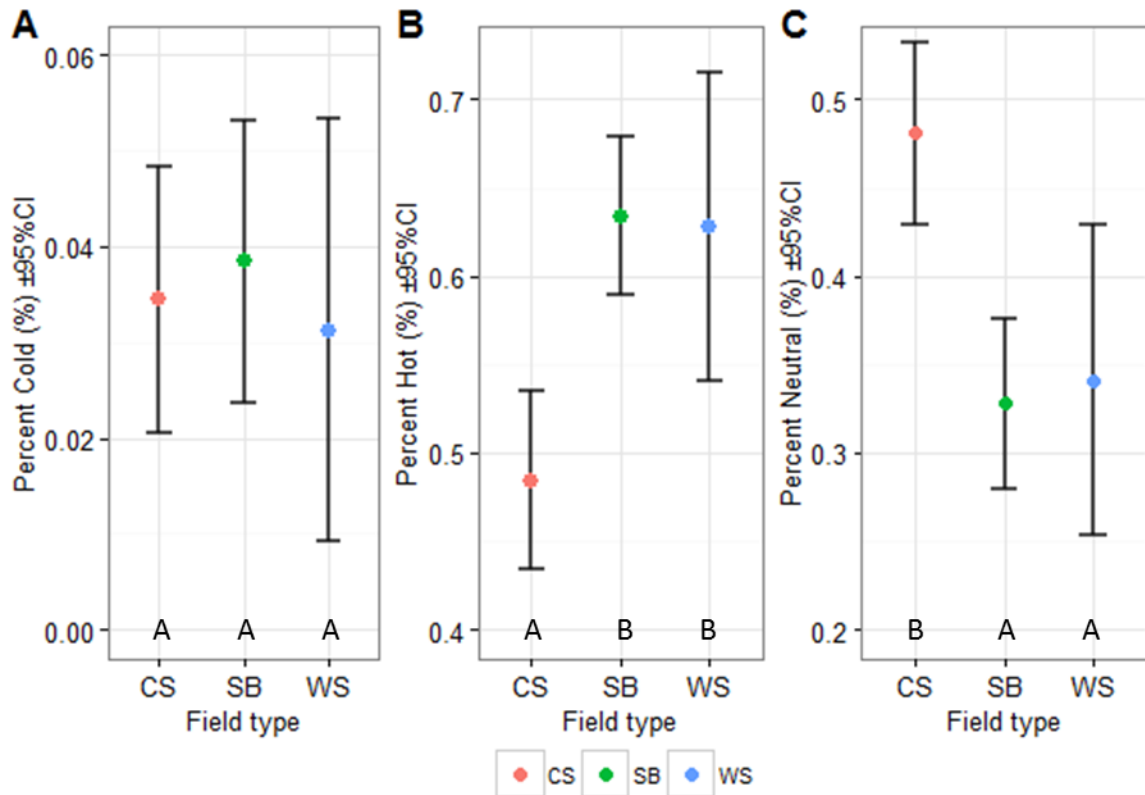 A
Percent Cold (%) ±95%CI
0.06
0.04
0.02
0.00
A A A
CS SB WS
Field type
B
Percent Hot (%) ±95%CI
0.7
0.6
0.5
0.4
A B B
CS SB WS
Field type
C
Percent Neutral (%) ±95%CI
0.5
0.4
0.3
0.2
B A A
CS SB WS
Field type
CS SB WS